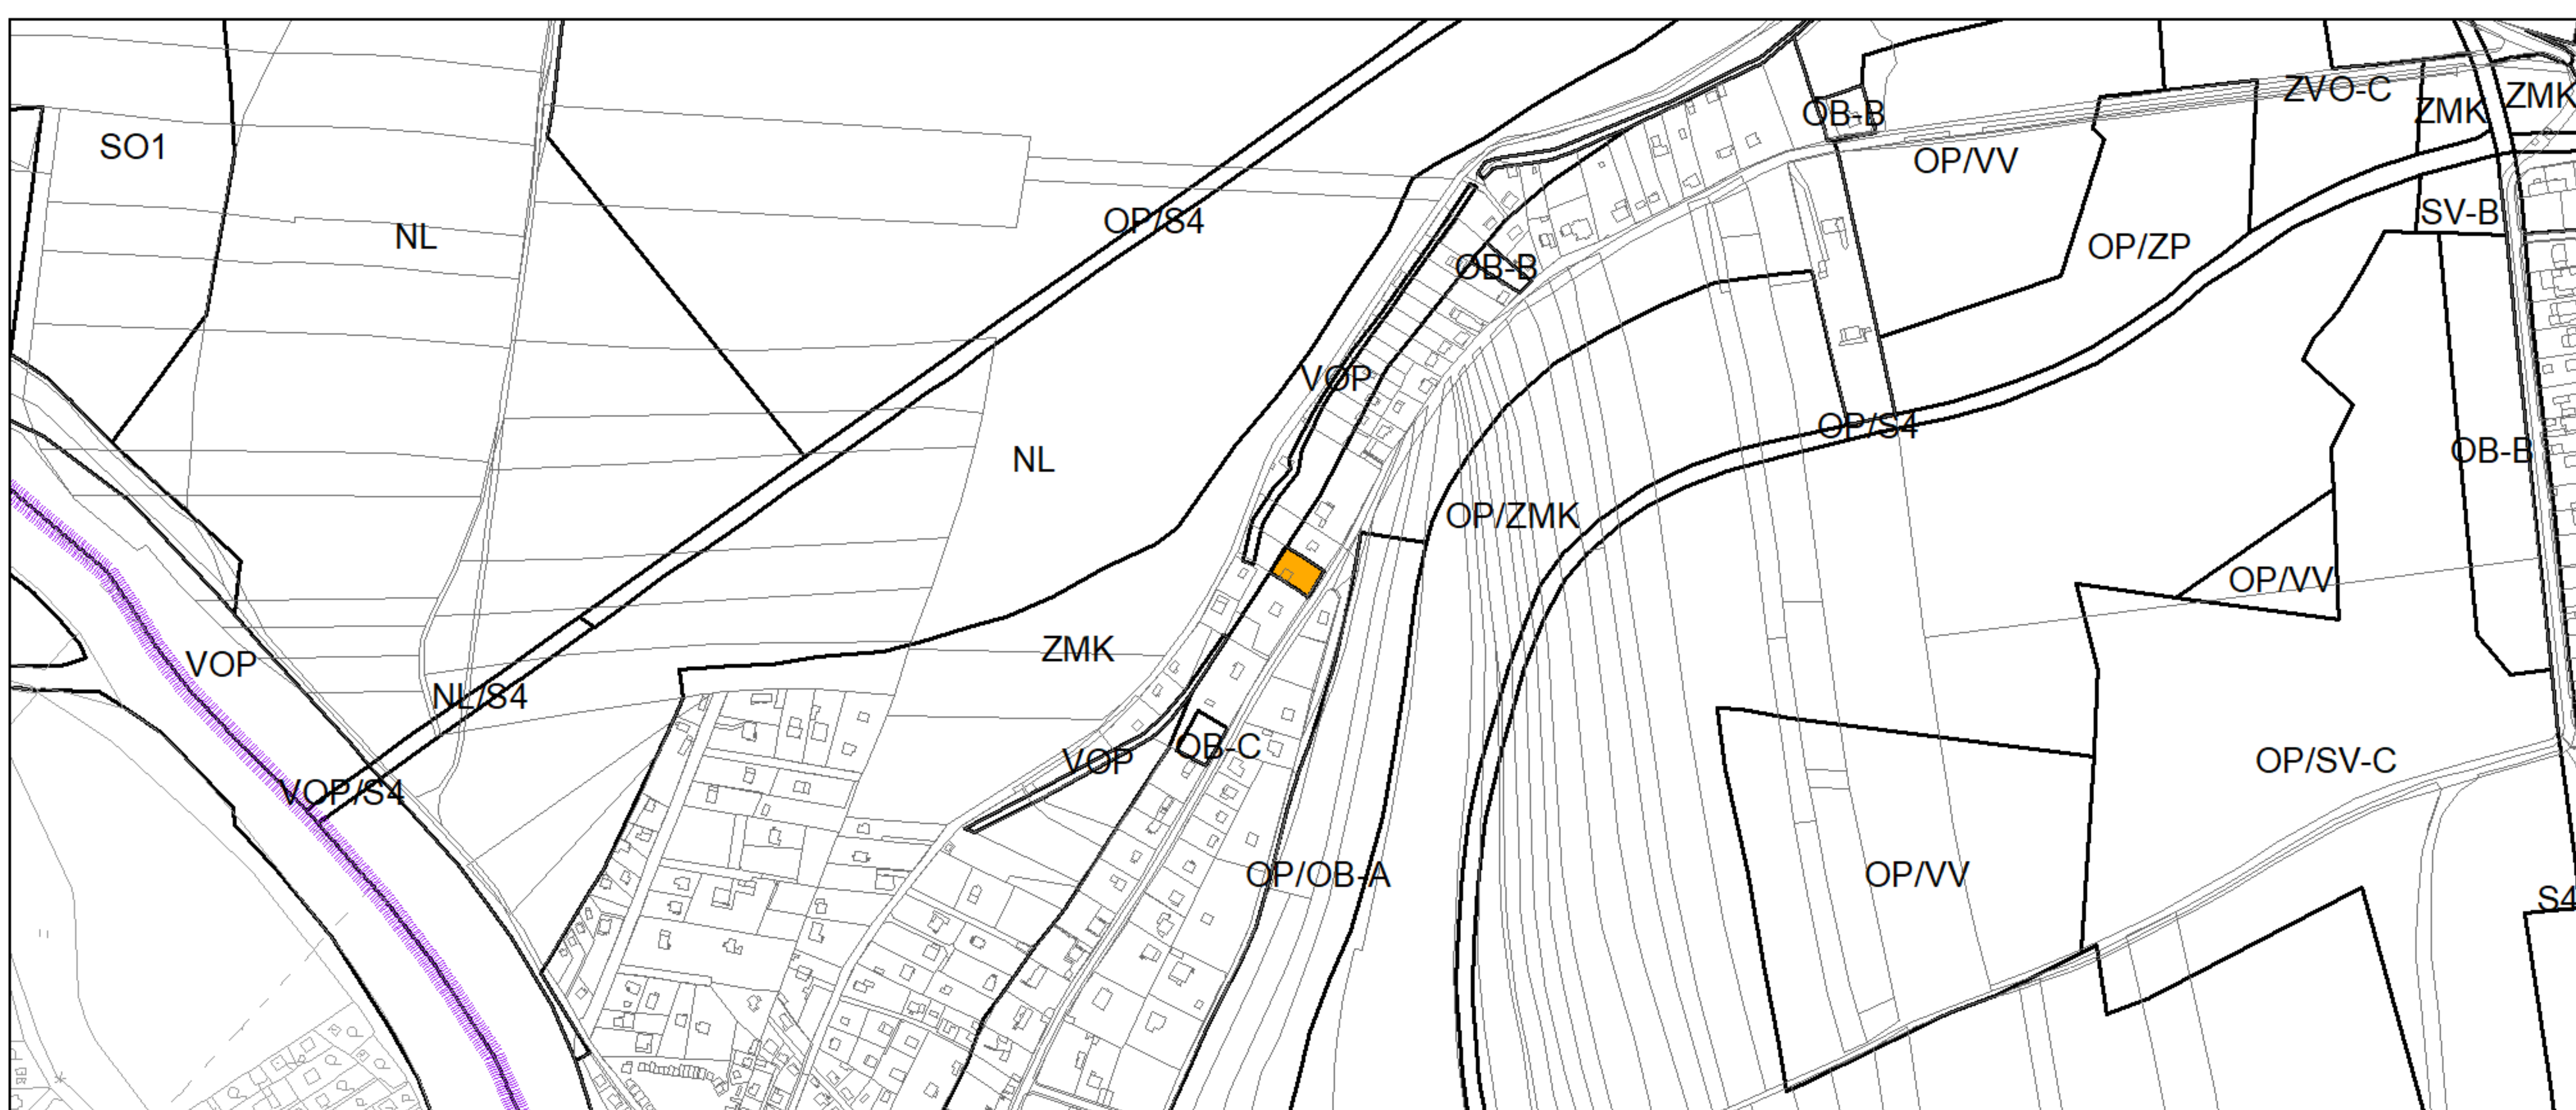 ZVO-C
ZMK
ZMK
OB-B
SO1
OP/VV
OP/S4
SV-B
NL
OP/ZP
OB-B
VOP
OP/S4
OB-B
NL
OP/ZMK
OP/VV
ZMK
VOP
NL/S4
OB-C
VOP
OP/SV-C
VOP/S4
OP/OB-A
OP/VV
S4